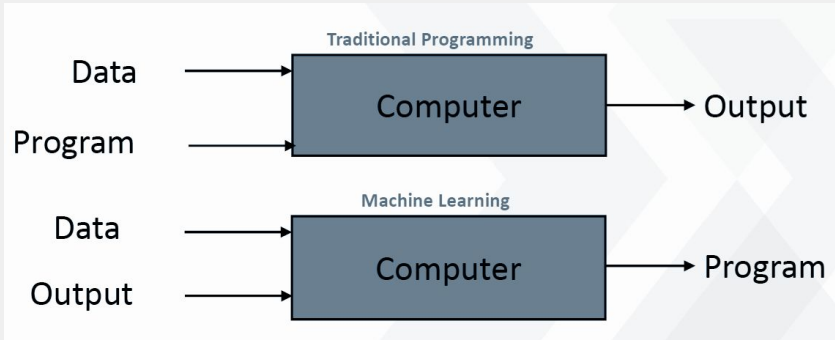 Traditional Programming
Data
Computer
Output
Program
Machine Learning
Data
Computer
Program
Output